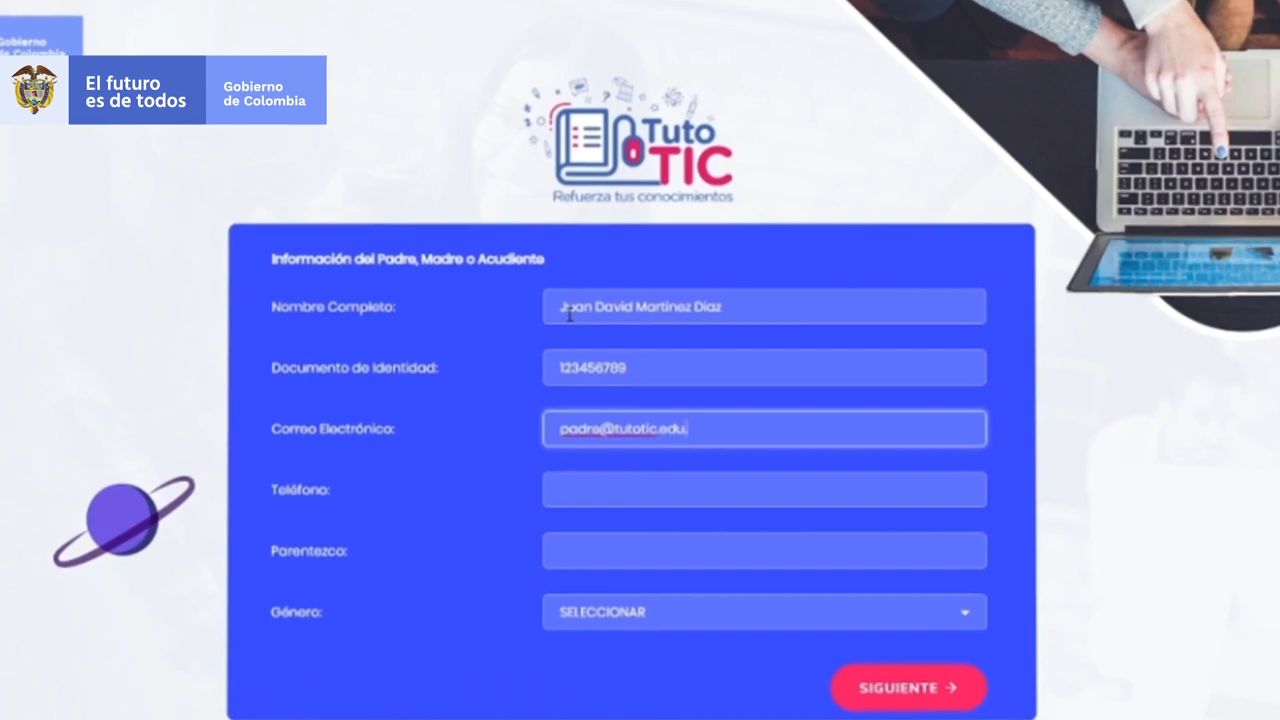 Gobierno
de Colombia
El futuro
es de todos
Gobierno
de Colombia
Tuto
TIC
Refuerza tus conocimientos
Información del Padre, Madre o Acudiente
Nombre Completo:
Juan David Martinez Diaz
Documento de Identidad:
123456789
Correo Electrónico:
padre@tutotic.edu.
Teléfono:
Parentezco:
Género:
SELECCIONAR
SIGUIENTE →